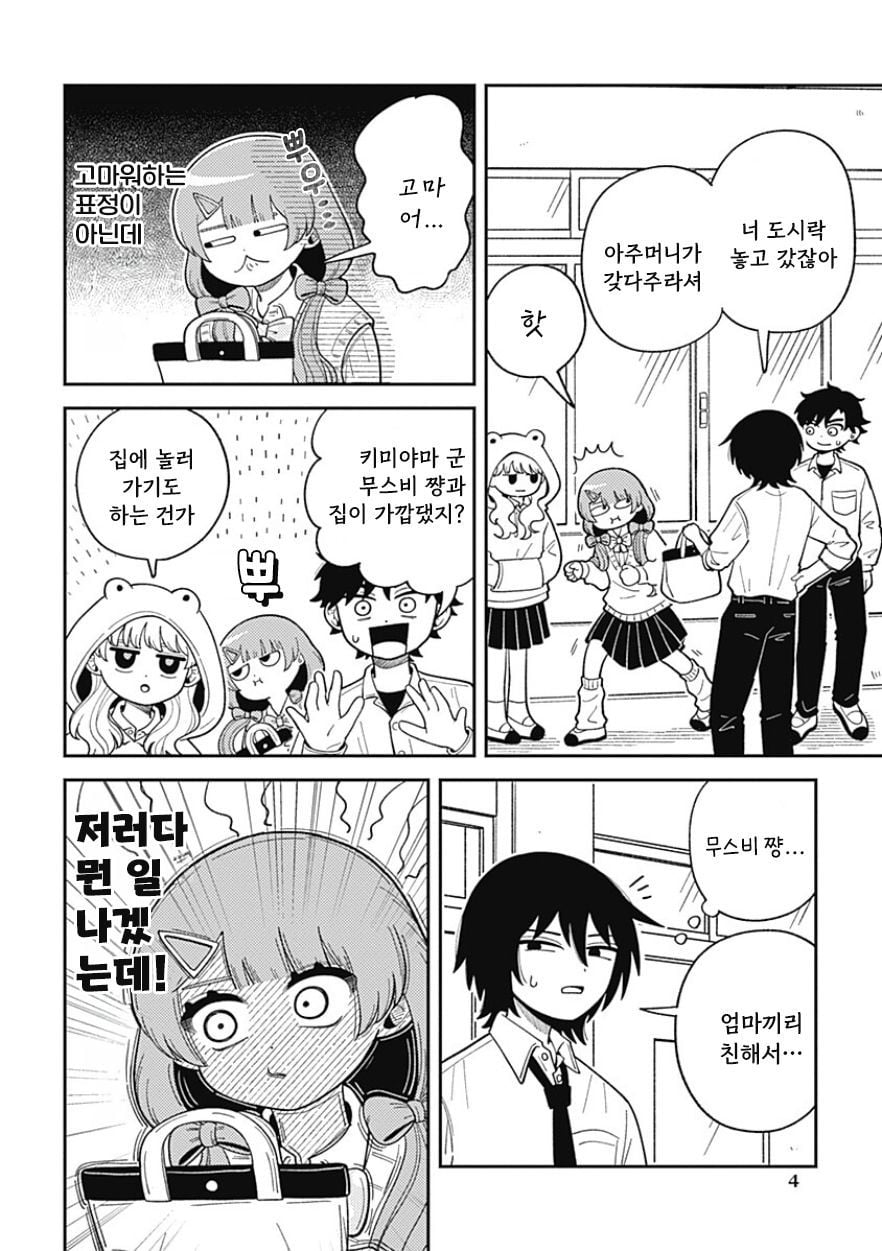 너 도시락
놓고 갔잖아
아주머니가
갖다주라셔
핫
고마
어...
뿌아...
고마워하는
표정이
아닌데
키미야마 군
무스비 쨩과
집이 가깝댔지?
집에 놀러
가기도
하는 건가
뿌
무스비 쨩...
엄마끼리
친해서...
저러다
뭔 일
나겠
는데!
4